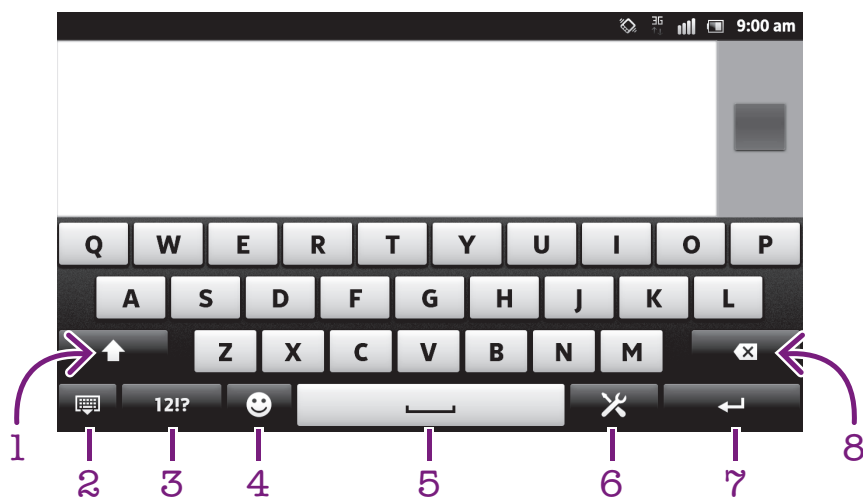 3G 9:00 am
Q W E R T Y U I O P
A S D F G H J K L
Z X C V B N M
12!?
1 2 3 4 5 6 7 8